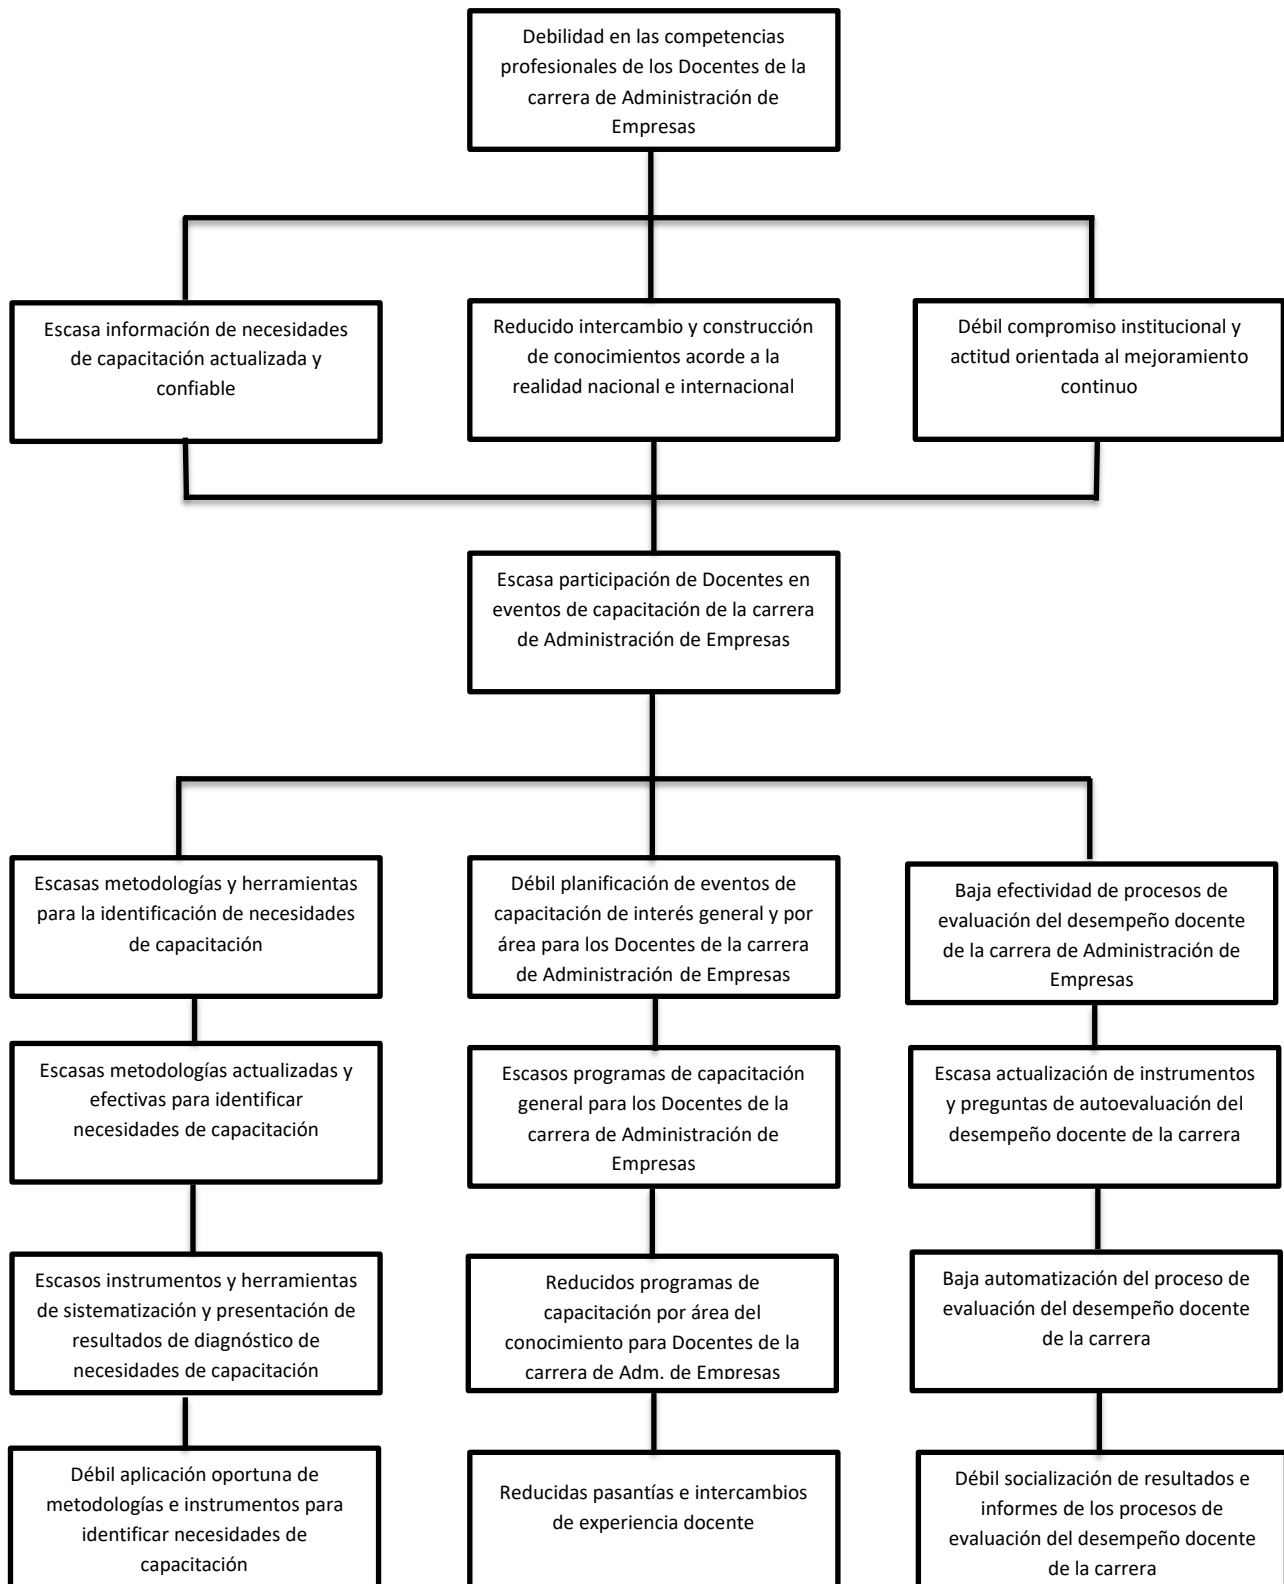 Debilidad en las competencias
profesionales de los Docentes de la
carrera de Administración de
Empresas
Escasa información de necesidades
de capacitación actualizada y
confiable
Reducido intercambio y construcción
de conocimientos acorde a la
realidad nacional e internacional
Débil compromiso institucional y
actitud orientada al mejoramiento
continuo
Escasa participación de Docentes en
eventos de capacitación de la carrera
de Administración de Empresas
Escasas metodologías y herramientas
para la identificación de necesidades
de capacitación
Débil planificación de eventos de
capacitación de interés general y por
área para los Docentes de la carrera
de Administración de Empresas
Baja efectividad de procesos de
evaluación del desempeño docente
de la carrera de Administración de
Empresas
Escasas metodologías actualizadas y
efectivas para identificar
necesidades de capacitación
Escasos programas de capacitación
general para los Docentes de la
carrera de Administración de
Empresas
Escasa actualización de instrumentos
y preguntas de autoevaluación del
desempeño docente de la carrera
Escasos instrumentos y herramientas
de sistematización y presentación de
resultados de diagnóstico de
necesidades de capacitación
Reducidos programas de
capacitación por área del
conocimiento para Docentes de la
carrera de Adm. de Empresas
Baja automatización del proceso de
evaluación del desempeño docente
de la carrera
Débil aplicación oportuna de
metodologías e instrumentos para
identificar necesidades de
capacitación
Reducidas pasantías e intercambios
de experiencia docente
Débil socialización de resultados e
informes de los procesos de
evaluación del desempeño docente
de la carrera